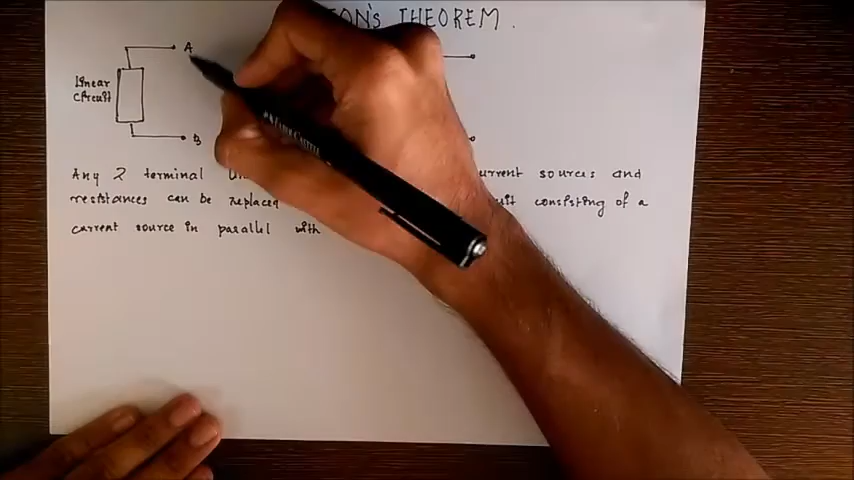 THEOREM.
A
Linear
Circuit
B
Any 2 terminal current sources and
resistances can be replaced consisting of a
current source in parallel with